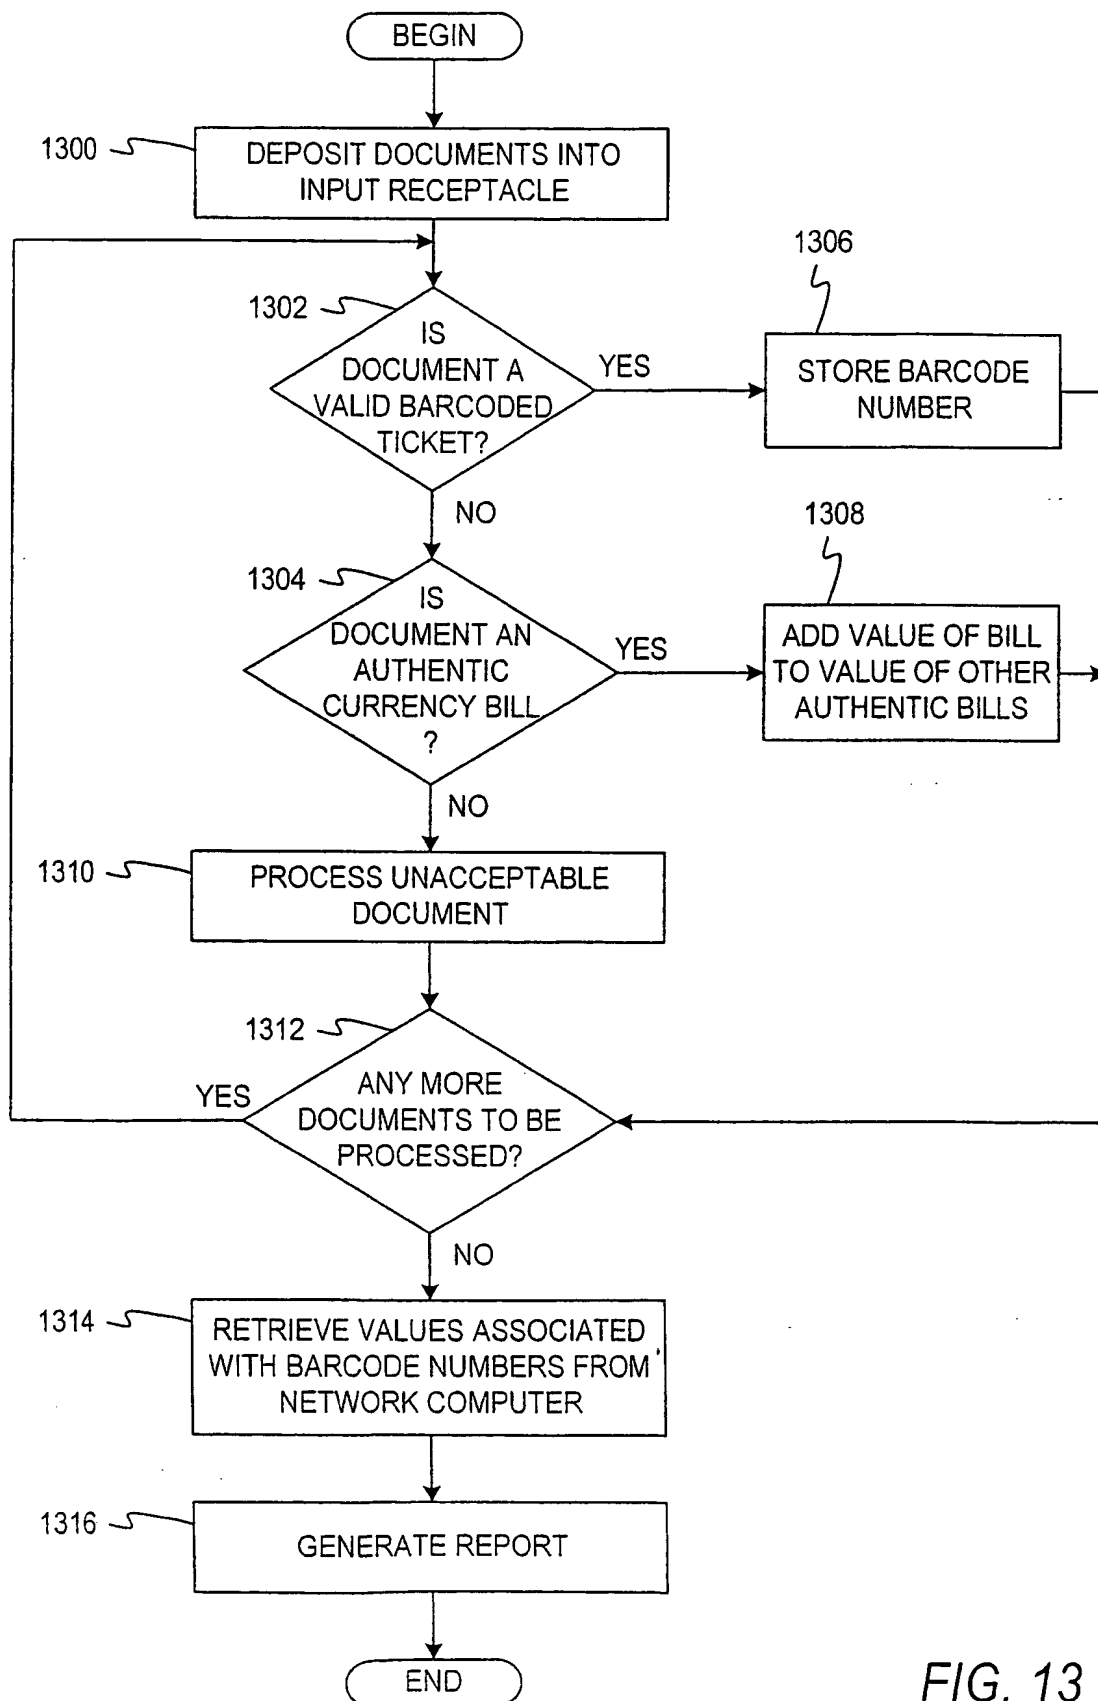 BEGIN
1300
DEPOSIT DOCUMENTS INTO
INPUT RECEPTACLE
1302
IS
DOCUMENT A
VALID BARCODED
TICKET?
YES
1306
STORE BARCODE
NUMBER
NO
1304
IS
DOCUMENT AN
AUTHENTIC
CURRENCY BILL
?
YES
1308
ADD VALUE OF BILL
TO VALUE OF OTHER
AUTHENTIC BILLS
NO
1310
PROCESS UNACCEPTABLE
DOCUMENT
1312
YES
ANY MORE
DOCUMENTS TO BE
PROCESSED?
NO
1314
RETRIEVE VALUES ASSOCIATED
WITH BARCODE NUMBERS FROM
NETWORK COMPUTER
1316
GENERATE REPORT
END
FIG. 13